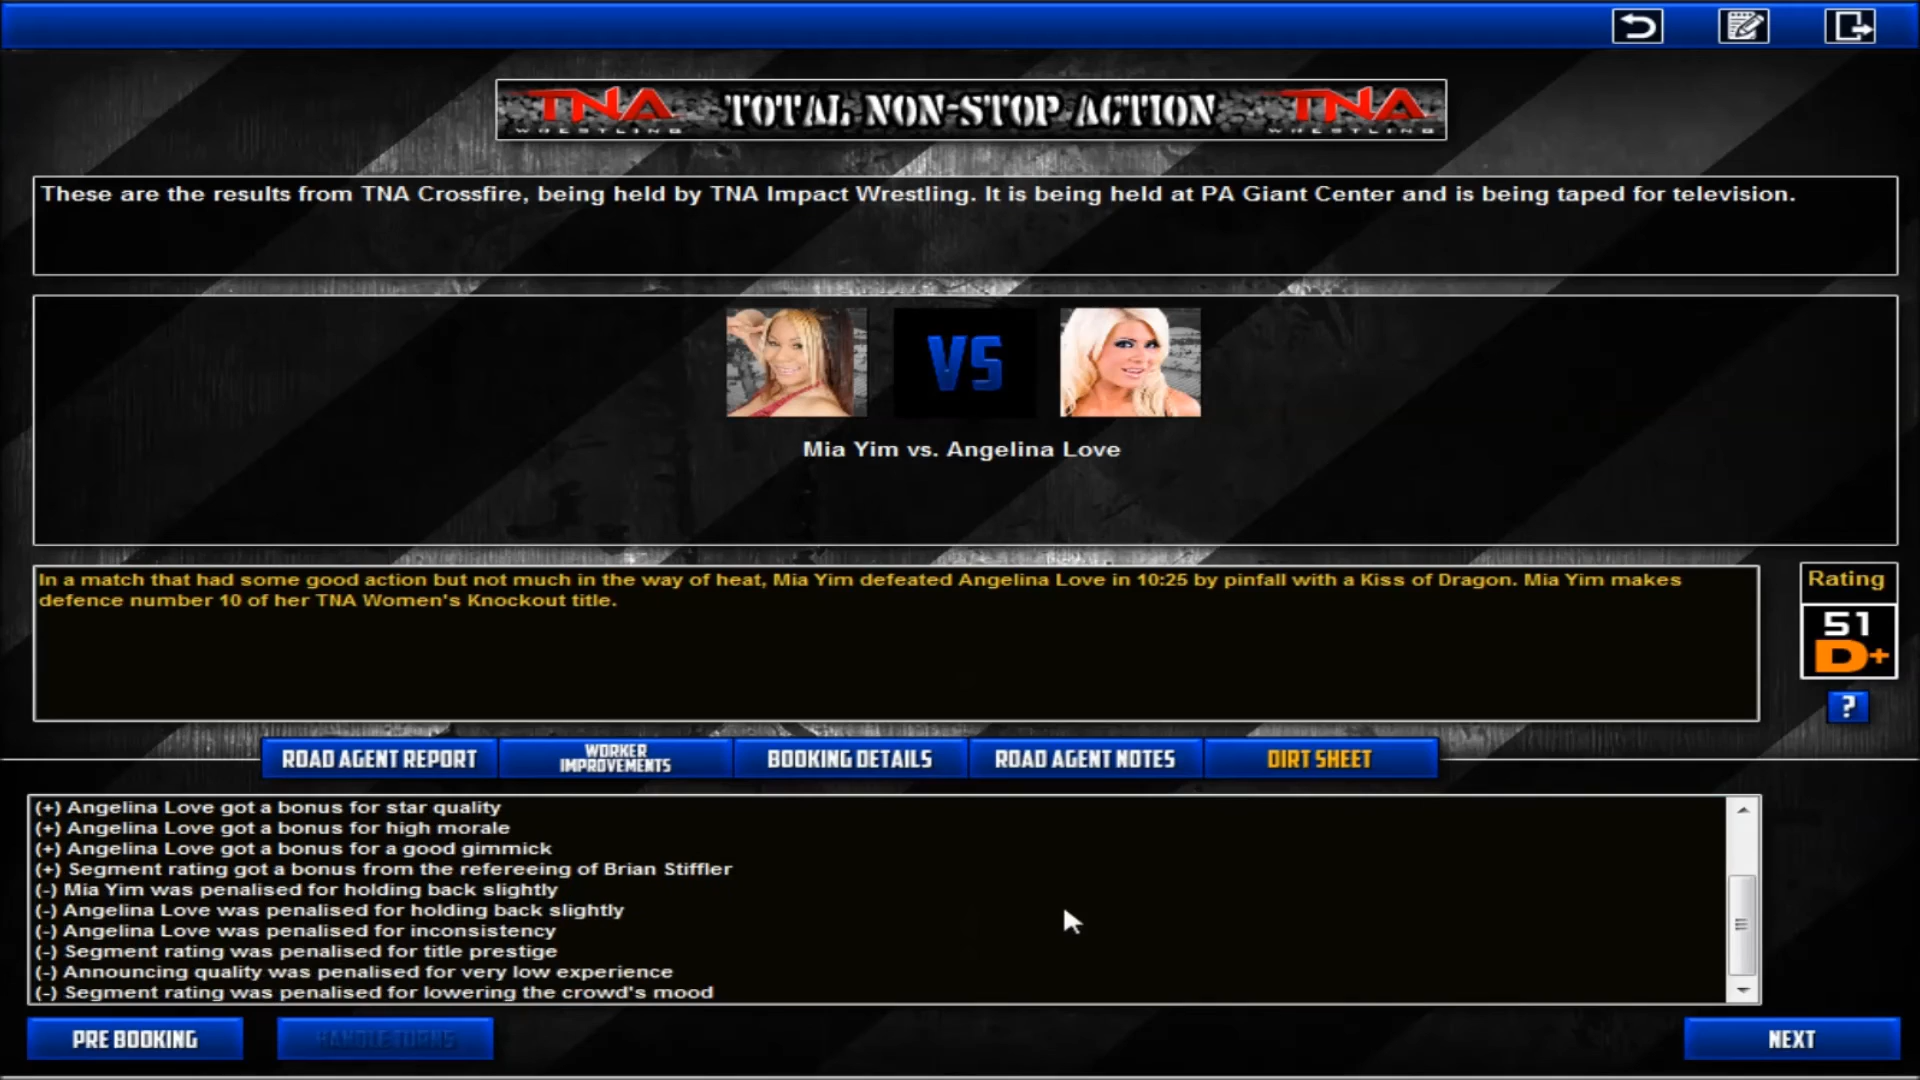 TNA WRESTLING TOTAL NON-STOP ACTION TNA WRESTLING
These are the results from TNA Crossfire, being held by TNA Impact Wrestling. It is being held at PA Giant Center and is being taped for television.
VS
Mia Yim vs. Angelina Love
In a match that had some good action but not much in the way of heat, Mia Yim defeated Angelina Love in 10:25 by pinfall with a Kiss of Dragon. Mia Yim makes
defence number 10 of her TNA Women's Knockout title.
Rating
51
D+
?
ROAD AGENT REPORT
WORKER
IMPROVEMENTS
BOOKING DETAILS
ROAD AGENT NOTES
DIRT SHEET
(+) Angelina Love got a bonus for star quality
(+) Angelina Love got a bonus for high morale
(+) Angelina Love got a bonus for a good gimmick
(+) Segment rating got a bonus from the refereeing of Brian Stiffler
(-) Mia Yim was penalised for holding back slightly
(-) Angelina Love was penalised for holding back slightly
(-) Angelina Love was penalised for inconsistency
(-) Segment rating was penalised for title prestige
(-) Announcing quality was penalised for very low experience
(-) Segment rating was penalised for lowering the crowd's mood
PRE BOOKING
HANDLE TURNS
NEXT